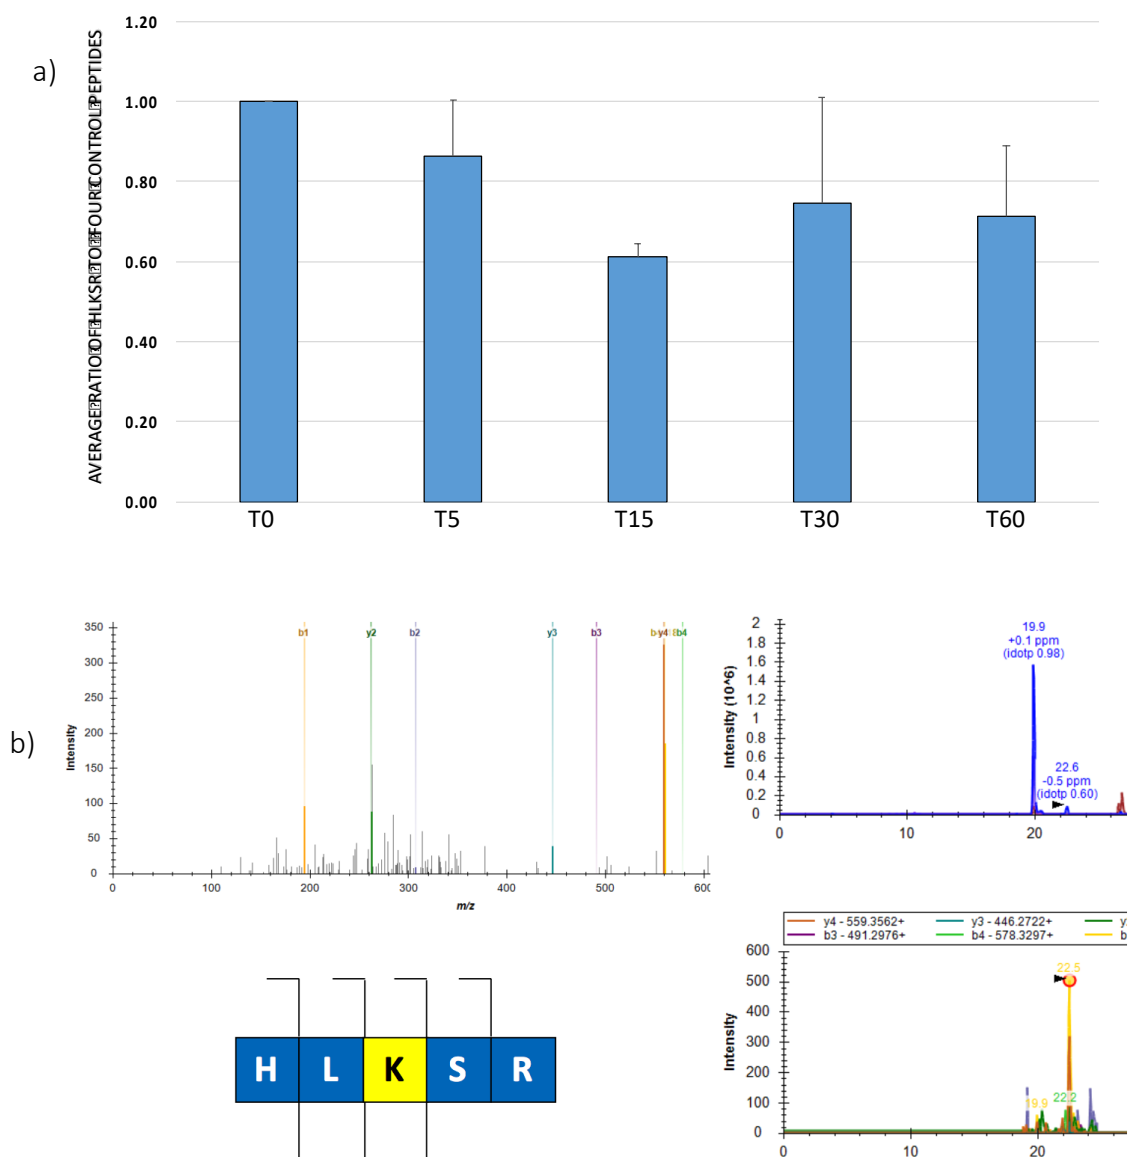 a)
AVERAGE RATIO OF HLKSR TO FOUR CONTROL PEPTIDES
1.20
1.00
0.80
0.60
0.40
0.20
0.00
T0 T5 T15 T30 T60
b)
350
300
250
200
150
100
50
0
Intensity
b1 y2 b2 y3 b3 y4 b4
0 100 200 300 400 500 600
m/z
2
1.8
1.6
1.4
1.2
1
0.8
0.6
0.4
0.2
0
Intensity (10^6)
19.9
+0.1 ppm
(idotp 0.98)
22.6
-0.5 ppm
(idotp 0.60)
0 10 20
H L K S R
y4 - 559.3562+ y3 - 446.2722+ y
b3 - 491.2976+ b4 - 578.3297+ b
600
500
400
300
200
100
0
Intensity
22.5
19.9 22.2
0 10 20